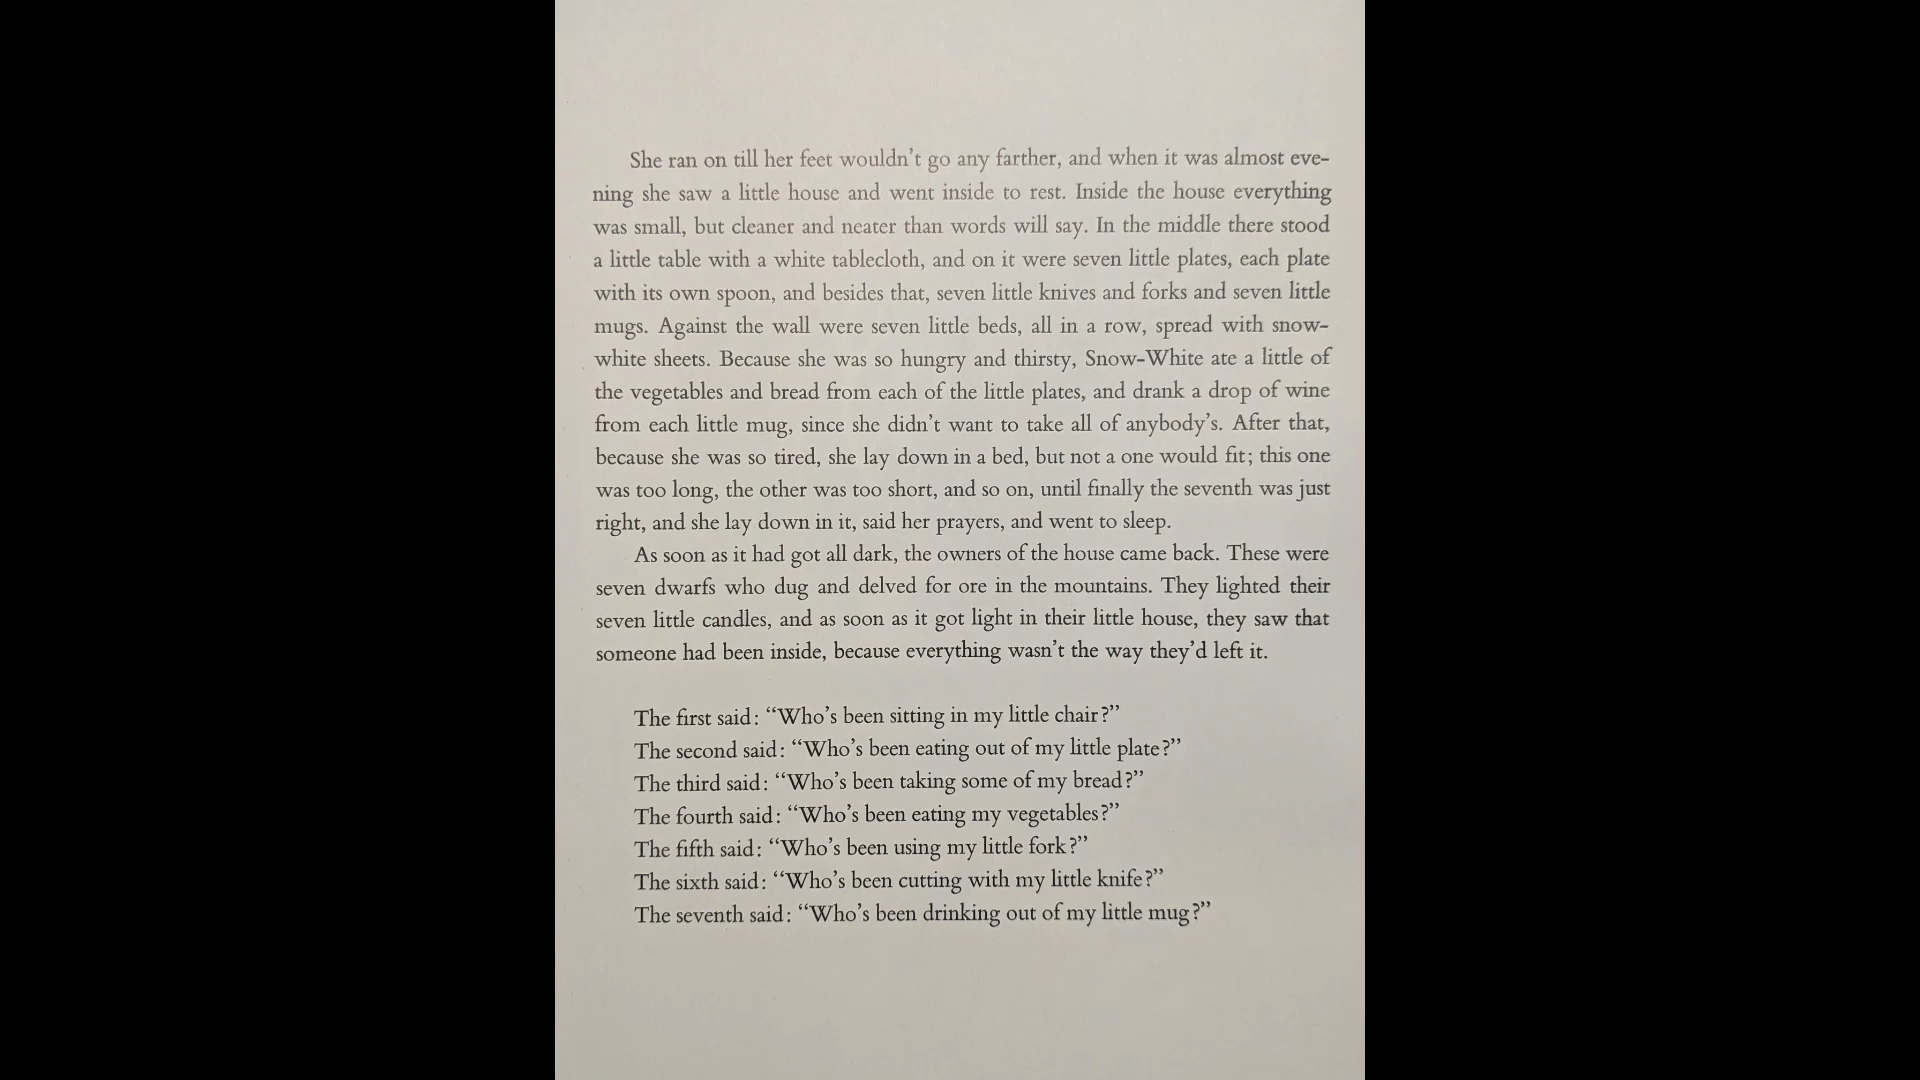 She ran on till her feet wouldn’t go any farther, and when it was almost eve-
ning she saw a little house and went inside to rest. Inside the house everything
was small, but cleaner and neater than words will say. In the middle there stood
a little table with a white tablecloth, and on it were seven little plates, each plate
with its own spoon, and besides that, seven little knives and forks and seven little
mugs. Against the wall were seven little beds, all in a row, spread with snow-
white sheets. Because she was so hungry and thirsty, Snow-White ate a little of
the vegetables and bread from each of the little plates, and drank a drop of wine
from each little mug, since she didn’t want to take all of anybody’s. After that,
because she was so tired, she lay down in a bed, but not a one would fit; this one
was too long, the other was too short, and so on, until finally the seventh was just
right, and she lay down in it, said her prayers, and went to sleep.
As soon as it had got all dark, the owners of the house came back. These were
seven dwarfs who dug and delved for ore in the mountains. They lighted their
seven little candles, and as soon as it got light in their little house, they saw that
someone had been inside, because everything wasn’t the way they’d left it.
The first said: “Who’s been sitting in my little chair?”
The second said: “Who’s been eating out of my little plate?”
The third said: “Who’s been taking some of my bread?”
The fourth said: “Who’s been eating my vegetables?”
The fifth said: “Who’s been using my little fork?”
The sixth said: “Who’s been cutting with my little knife?”
The seventh said: “Who’s been drinking out of my little mug?”